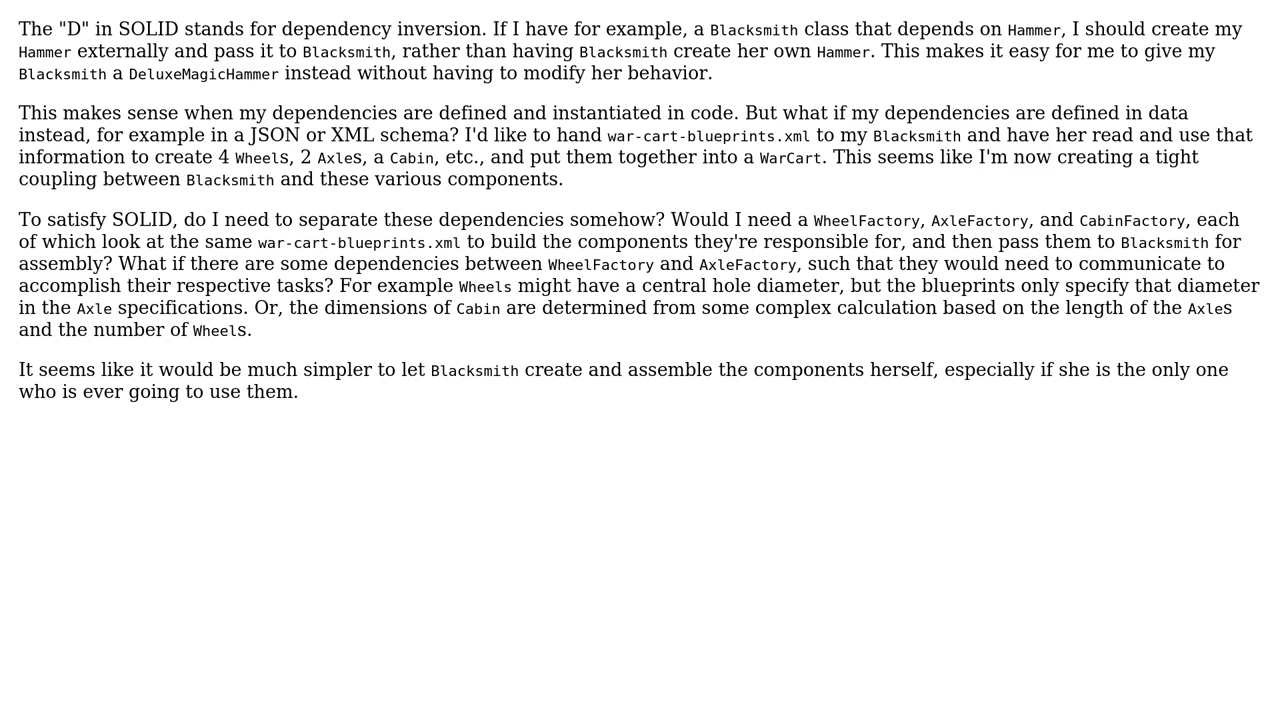 The "D" in SOLID stands for dependency inversion. If I have for example, a Blacksmith class that depends on Hammer, I should create my
Hammer externally and pass it to Blacksmith, rather than having Blacksmith create her own Hammer. This makes it easy for me to give my
Blacksmith a DeluxeMagicHammer instead without having to modify her behavior.
This makes sense when my dependencies are defined and instantiated in code. But what if my dependencies are defined in data
instead, for example in a JSON or XML schema? I'd like to hand war-cart-blueprints.xml to my Blacksmith and have her read and use that
information to create 4 Wheels, 2 Axles, a Cabin, etc., and put them together into a WarCart. This seems like I'm now creating a tight
coupling between Blacksmith and these various components.
To satisfy SOLID, do I need to separate these dependencies somehow? Would I need a WheelFactory, AxleFactory, and CabinFactory, each
of which look at the same war-cart-blueprints.xml to build the components they're responsible for, and then pass them to Blacksmith for
assembly? What if there are some dependencies between WheelFactory and AxleFactory, such that they would need to communicate to
accomplish their respective tasks? For example Wheels might have a central hole diameter, but the blueprints only specify that diameter
in the Axle specifications. Or, the dimensions of Cabin are determined from some complex calculation based on the length of the Axles
and the number of Wheels.
It seems like it would be much simpler to let Blacksmith create and assemble the components herself, especially if she is the only one
who is ever going to use them.